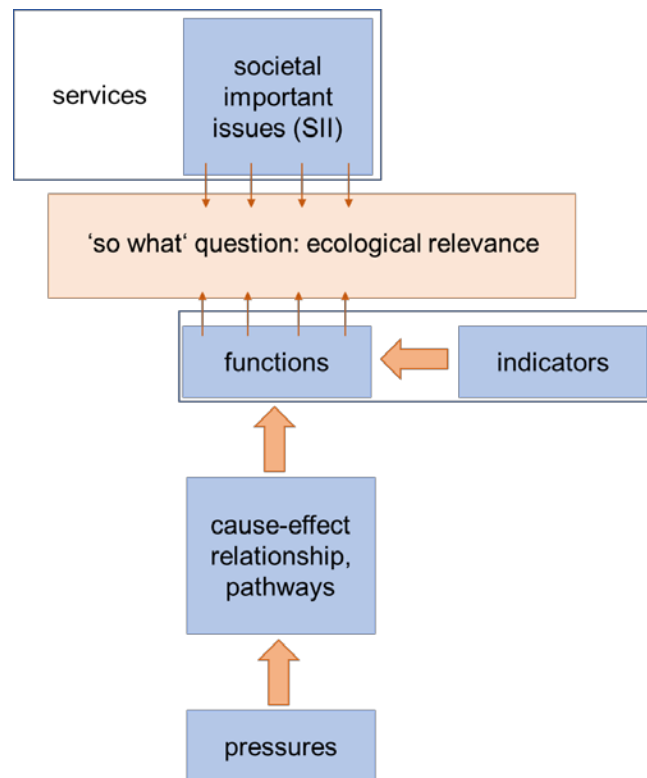 services
societal
important
issues (SII)
‘so what‘ question: ecological relevance
functions
indicators
cause-effect
relationship,
pathways
pressures